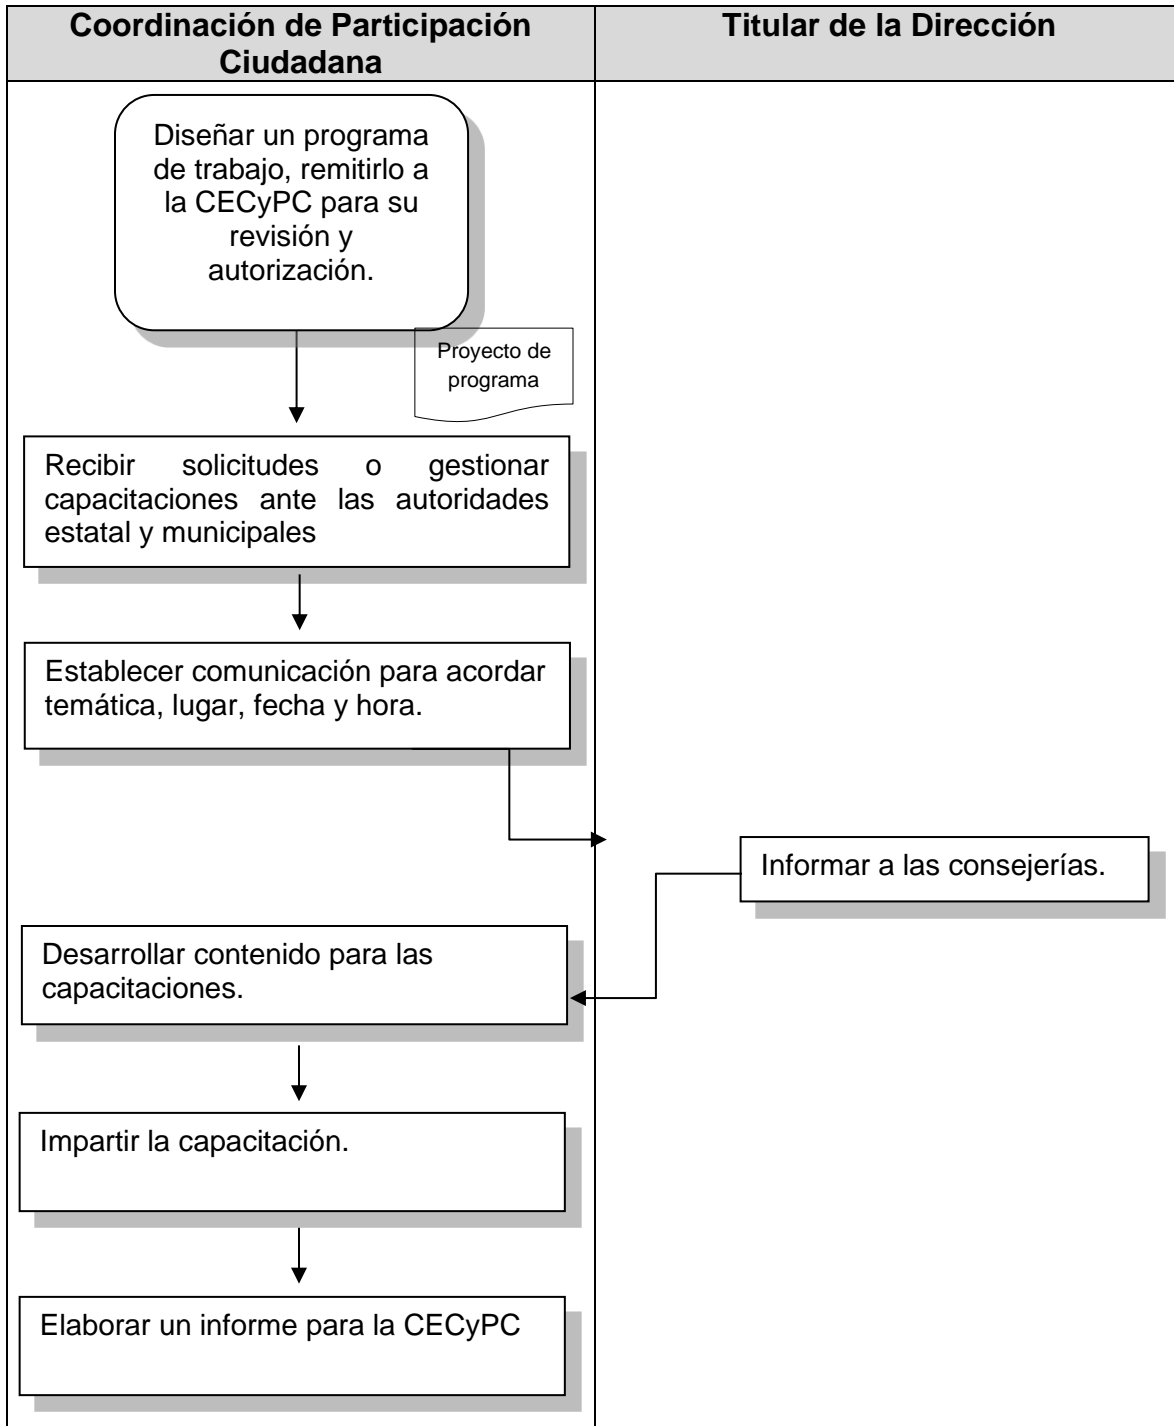 Coordinación de Participación
Ciudadana
Titular de la Dirección
Diseñar un programa
de trabajo, remitirlo a
la CECyPC para su
revisión y
autorización.
Proyecto de
programa
Recibir solicitudes o gestionar
capacitaciones ante las autoridades
estatal y municipales
Establecer comunicación para acordar
temática, lugar, fecha y hora.
Informar a las consejerías.
Desarrollar contenido para las
capacitaciones.
Impartir la capacitación.
Elaborar un informe para la CECyPC